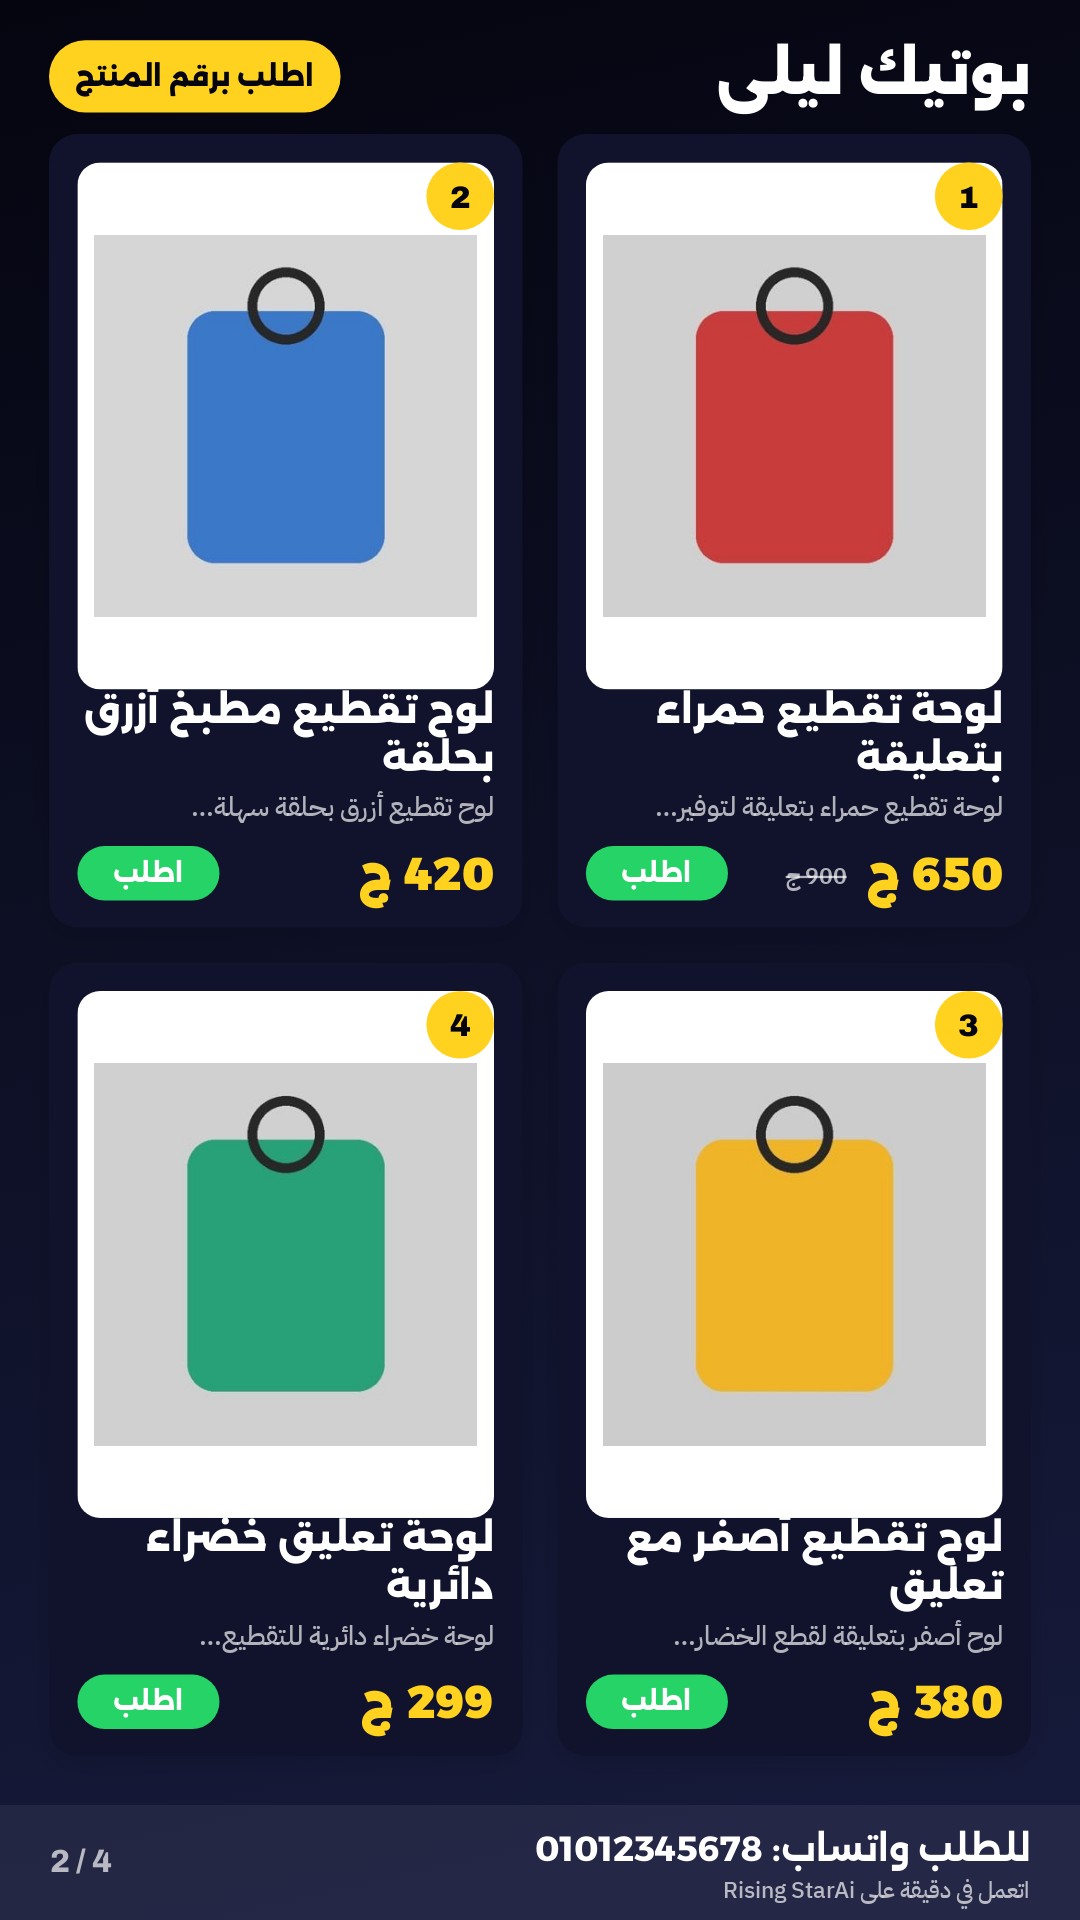 بوتيك ليلى
اطلب برقم المنتج
1
لوحة تقطيع حمراء
بتعليقة
لوحة تقطيع حمراء بتعليقة لتوفير...
650 ج
900 ج
اطلب
2
لوح تقطيع مطبخ أزرق
بحلقة
لوح تقطيع أزرق بحلقة سهلة...
420 ج
اطلب
3
لوح تقطيع أصفر مع
تعليق
لوح أصفر بتعليقة لقطع الخضار...
380 ج
اطلب
4
لوحة تعليق خضراء
دائرية
لوحة خضراء دائرية للتقطيع...
299 ج
اطلب
للطلب واتساب: 01012345678
اتعمل في دقيقة على Rising StarAi
2 / 4